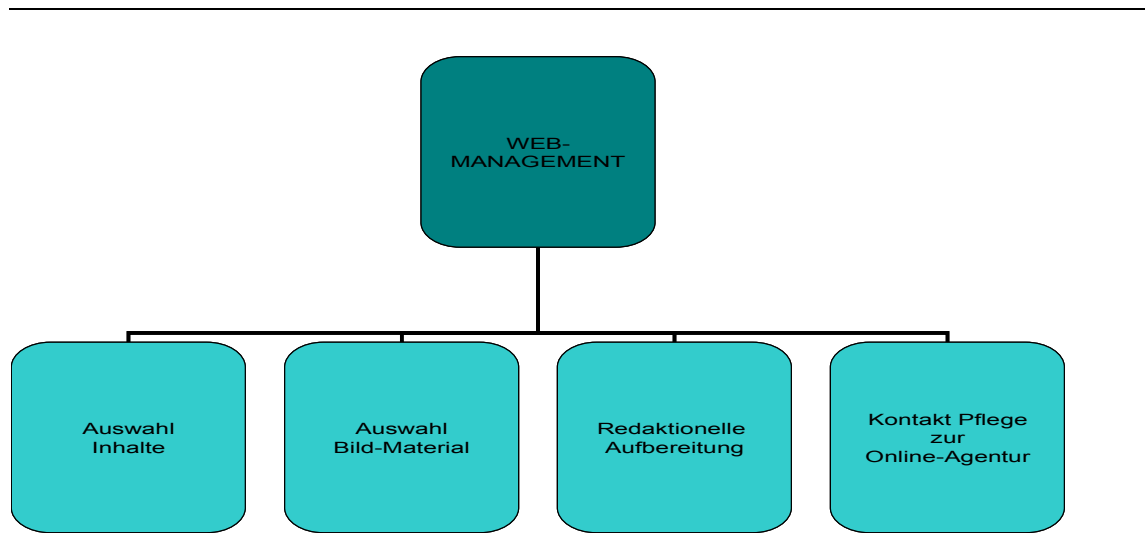 WEB-
MANAGEMENT
Auswahl
Inhalte
Auswahl
Bild-Material
Redaktionelle
Aufbereitung
Kontakt Pflege
zur
Online-Agentur